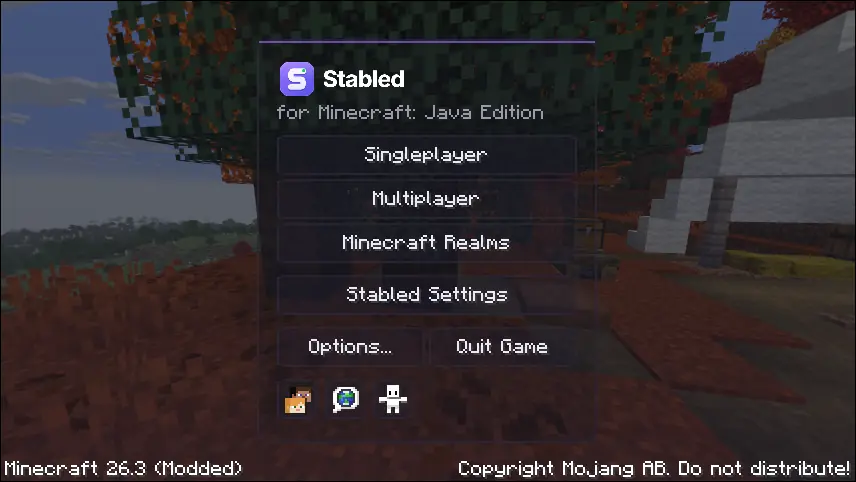 Stabled
for Minecraft: Java Edition
Singleplayer
Multiplayer
Minecraft Realms
Stabled Settings
Options...
Quit Game
Minecraft 26.3 (Modded)
Copyright Mojang AB. Do not distribute!